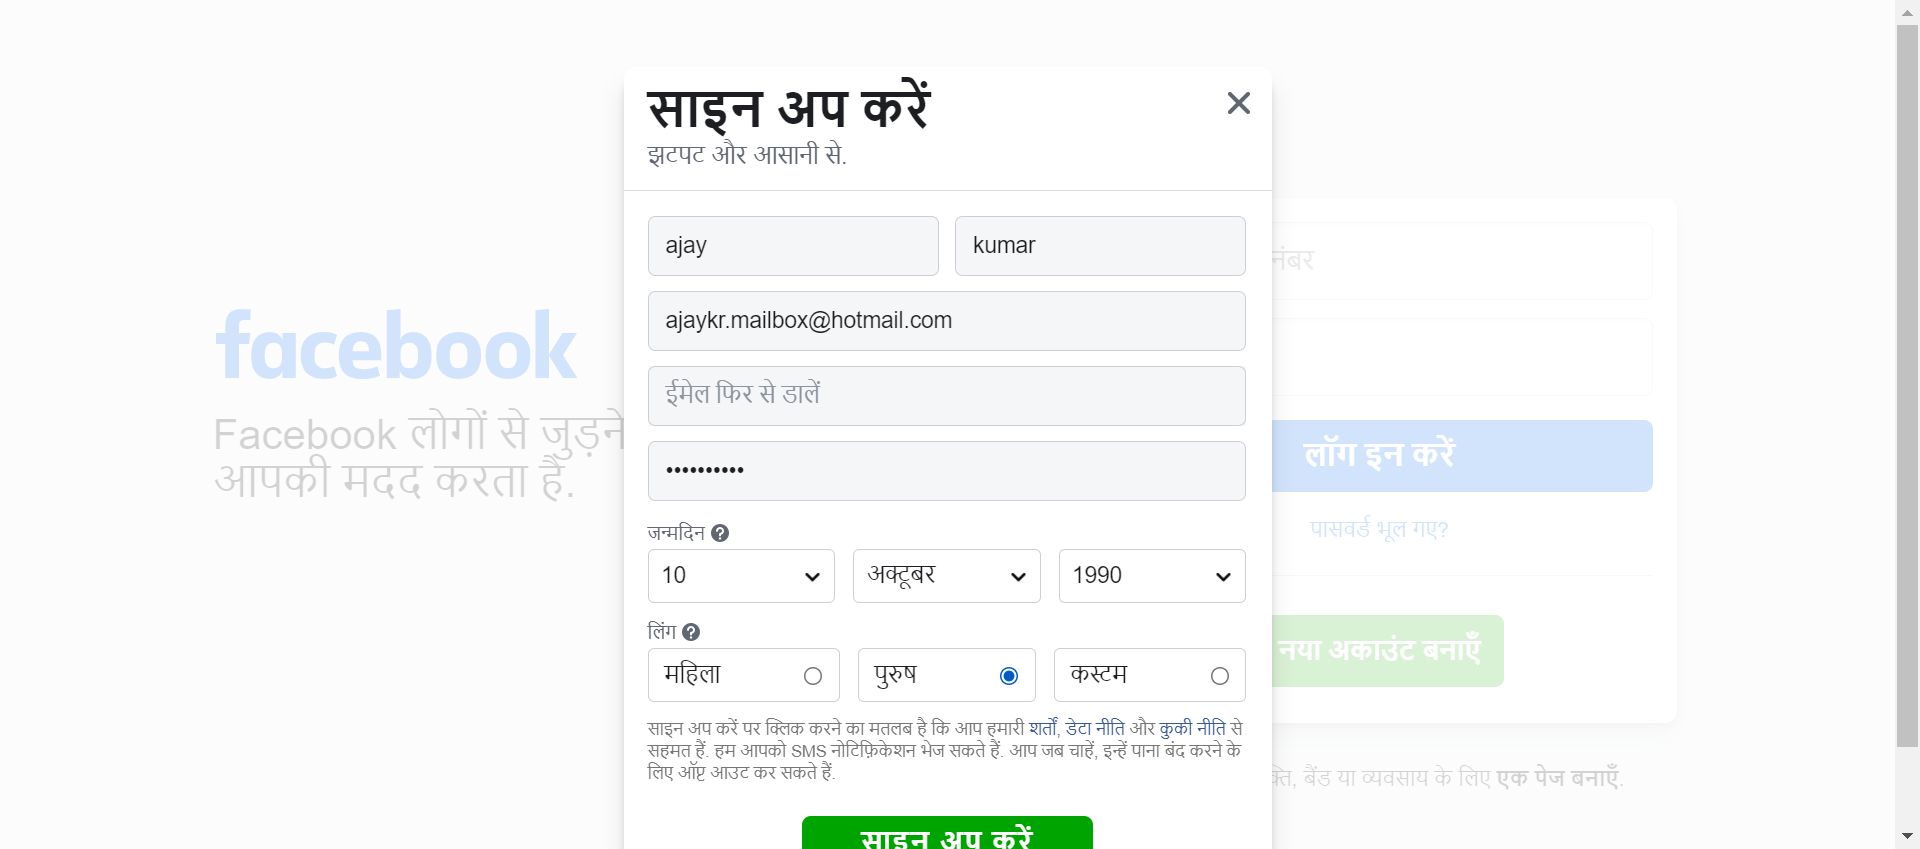 साइन अप करें
झटपट और आसानी से.
ajay
kumar
ajaykr.mailbox@hotmail.com
ईमेल फिर से डालें
••••••••••
जन्मदिन
10
अक्टूबर
1990
लिंग
महिला
पुरुष
कस्टम
साइन अप करें पर क्लिक करने का मतलब है कि आप हमारी शर्तों, डेटा नीति और कुकी नीति से
सहमत हैं. हम आपको SMS नोटिफ़िकेशन भेज सकते हैं. आप जब चाहें, इन्हें पाना बंद करने के
लिए ऑप्ट आउट कर सकते हैं.
साइन अप करें
facebook
Facebook लोगों से जुड़ने
आपकी मदद करता है.
नंबर
लॉग इन करें
पासवर्ड भूल गए?
नया अकाउंट बनाएँ
बैंड या व्यवसाय के लिए एक पेज बनाएँ.